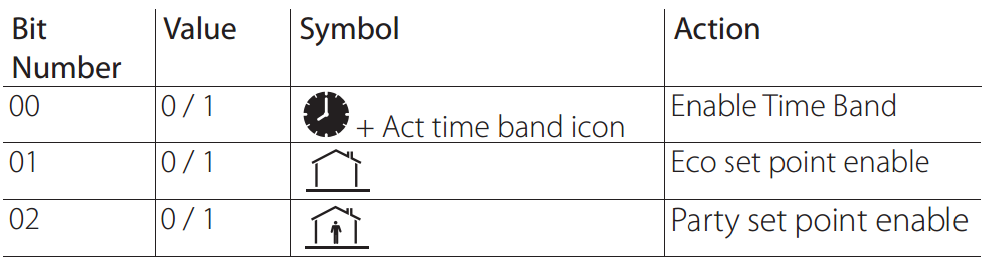 Bit Number Value Symbol Action
00 0 / 1 + Act time band icon Enable Time Band
01 0 / 1 Eco set point enable
02 0 / 1 Party set point enable